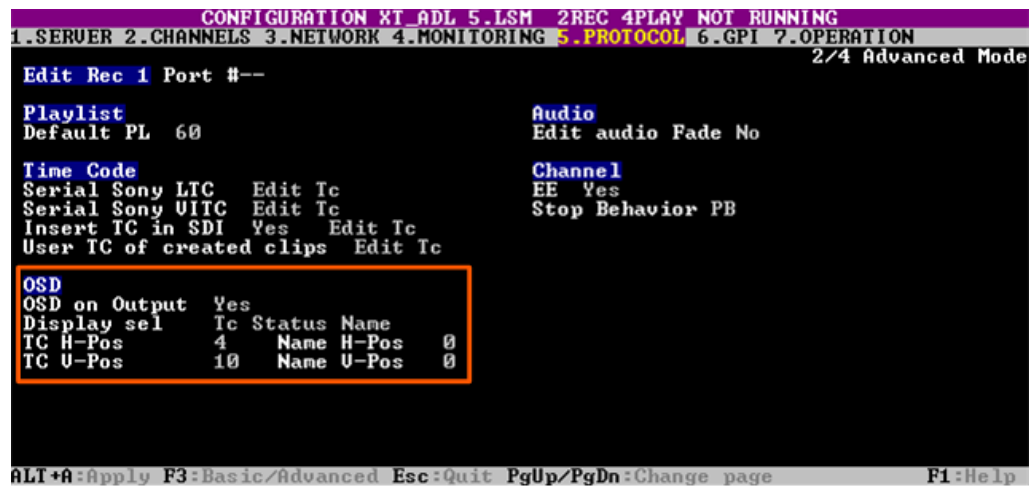 CONFIGURATION XT_ADL 5.LSM 2REC 4PLAY NOT RUNNING
1.SERVER 2.CHANNELS 3.NETWORK 4.MONITORING 5.PROTOCOL 6.GPI 7.OPERATION
2/4 Advanced Mode
Edit Rec 1 Port #--
Playlist
Default PL 60
Audio
Edit audio Fade No
Time Code
Serial Sony LTC Edit Tc
Serial Sony VITC Edit Tc
Insert TC in SDI Yes Edit Tc
User TC of created clips Edit Tc
Channel
EE Yes
Stop Behavior PB
OSD
OSD on Output Yes
Display sel Tc Status Name
TC H-Pos 4 Name H-Pos 0
TC V-Pos 10 Name V-Pos 0
ALT+A:Apply F3:Basic/Advanced Esc:Quit PgUp/PgDn:Change page F1:Help